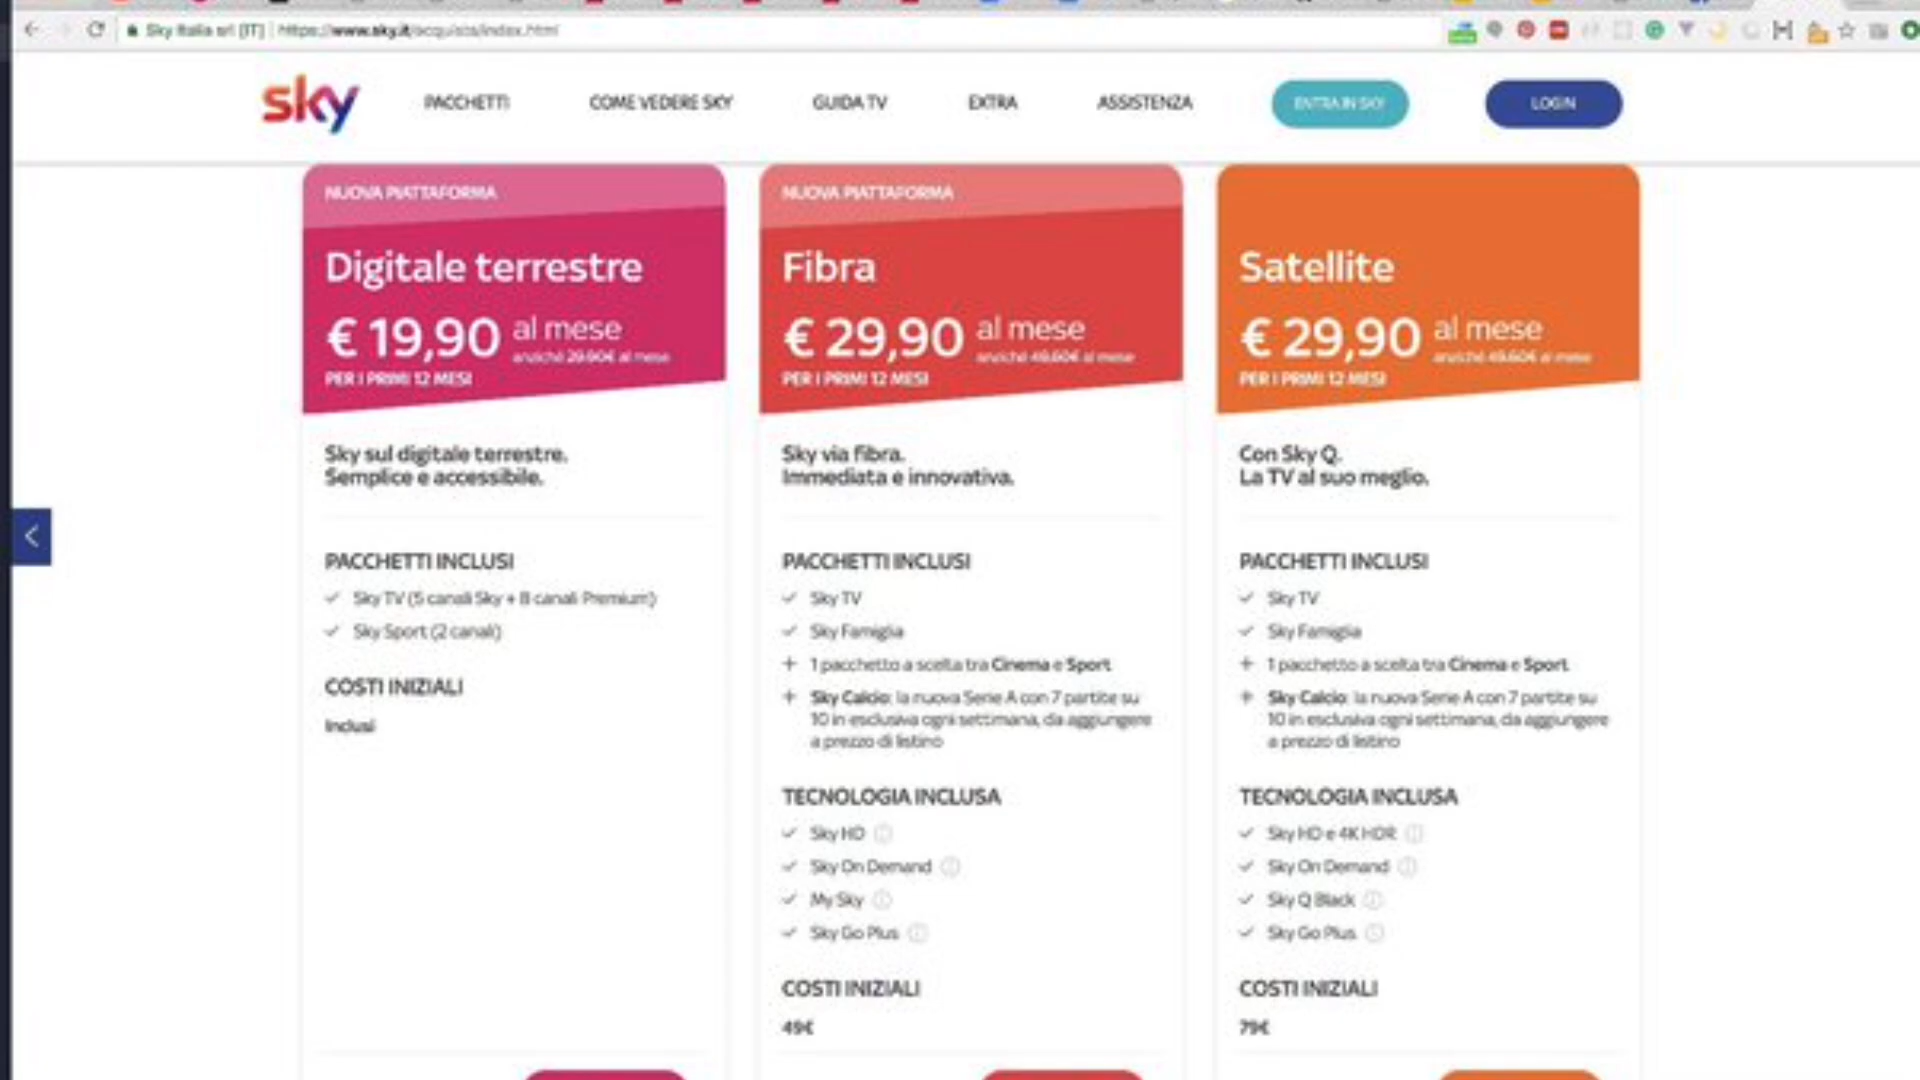 Sky Italia srl [IT] https://www.sky.it/acquista/index.html
sky
PACCHETTI
COME VEDERE SKY
GUIDA TV
EXTRA
ASSISTENZA
ENTRA IN SKY
LOGIN
NUOVA PIATTAFORMA
Digitale terrestre
€ 19,90 al mese
anziché 29.90€ al mese
PER I PRIMI 12 MESI
Sky sul digitale terrestre.
Semplice e accessibile.
PACCHETTI INCLUSI
Sky TV (5 canali Sky + 8 canali Premium)
Sky Sport (2 canali)
COSTI INIZIALI
Inclusi
NUOVA PIATTAFORMA
Fibra
€ 29,90 al mese
anziché 49.60€ al mese
PER I PRIMI 12 MESI
Sky via fibra.
Immediata e innovativa.
PACCHETTI INCLUSI
Sky TV
Sky Famiglia
+ 1 pacchetto a scelta tra Cinema e Sport
+ Sky Calcio: la nuova Serie A con 7 partite su
10 in esclusiva ogni settimana, da aggiungere
a prezzo di listino
TECNOLOGIA INCLUSA
Sky HD
Sky On Demand
My Sky
Sky Go Plus
COSTI INIZIALI
49€
Satellite
€ 29,90 al mese
anziché 49.60€ al mese
PER I PRIMI 12 MESI
Con Sky Q.
La TV al suo meglio.
PACCHETTI INCLUSI
Sky TV
Sky Famiglia
+ 1 pacchetto a scelta tra Cinema e Sport
+ Sky Calcio: la nuova Serie A con 7 partite su
10 in esclusiva ogni settimana, da aggiungere
a prezzo di listino
TECNOLOGIA INCLUSA
Sky HD e 4K HDR
Sky On Demand
Sky Q Black
Sky Go Plus
COSTI INIZIALI
79€